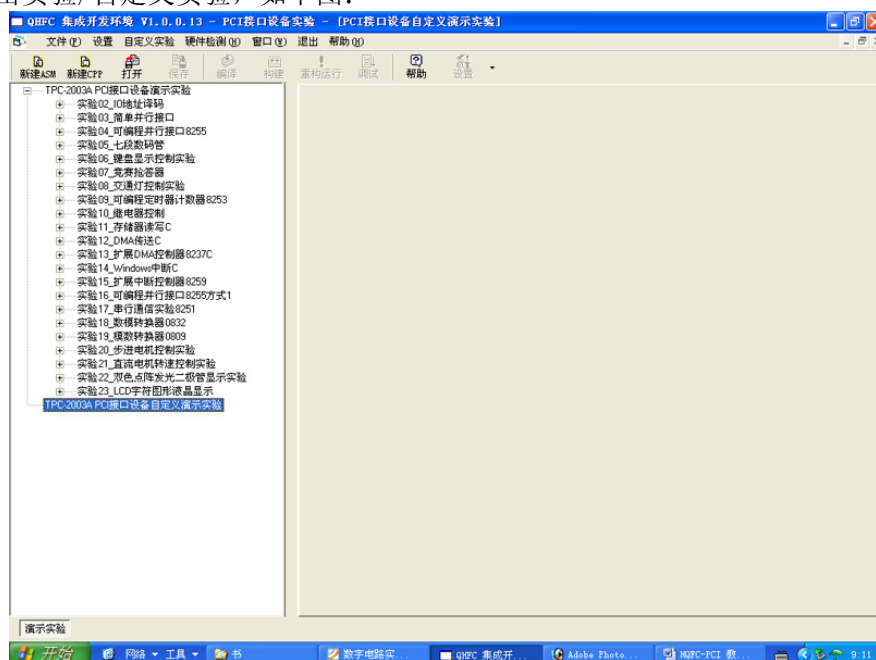 QHFC 集成开发环境 V1.0.0.13 - PCI接口设备实验 - [PCI接口设备自定义演示实验]
文件(F) 设置 自定义实验 硬件检测(H) 窗口(W) 退出 帮助(H)
新建ASM 新建CPP 打开 保存 编译 构建 重构运行 调试 帮助 设置
TPC-2003A PCI接口设备演示实验
实验02_IO地址译码
实验03_简单并行接口
实验04_可编程并行接口8255
实验05_七段数码管
实验06_键盘显示控制实验
实验07_竞赛抢答器
实验08_交通灯控制实验
实验09_可编程定时器计数器8253
实验10_继电器控制
实验11_存储器读写C
实验12_DMA传送C
实验13_扩展DMA控制器8237C
实验14_Windows中断C
实验15_扩展中断控制器8259
实验16_可编程并行接口8255方式1
实验17_串行通信实验8251
实验18_数模转换器0832
实验19_模数转换器0809
实验20_步进电机控制实验
实验21_直流电机转速控制实验
实验22_双色点阵发光二极管显示实验
实验23_LCD字符图形液晶显示
TPC-2003A PCI接口设备自定义演示实验
演示实验
开始 网络 工具 书 数字电路实... QHFC 集成开... Adobe Photo... HQFC-PCI 教... 9:11